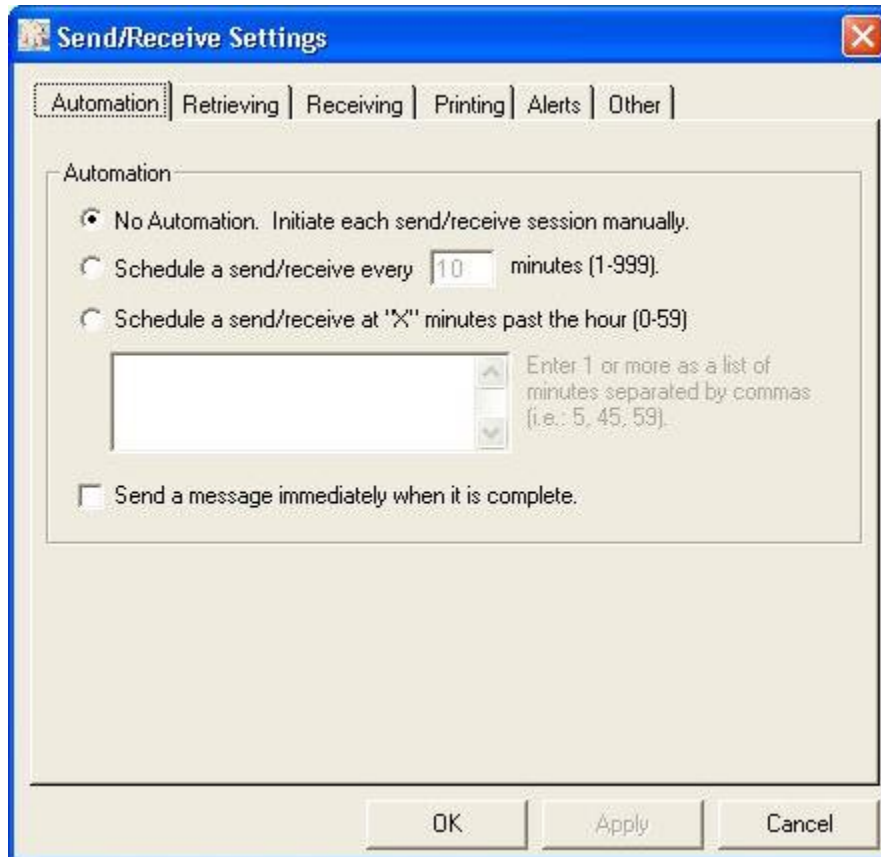 Send/Receive Settings
Automation
Retrieving
Receiving
Printing
Alerts
Other
Automation
No Automation.  Initiate each send/receive session manually.
Schedule a send/receive every 10 minutes (1-999).
Schedule a send/receive at "X" minutes past the hour (0-59)
Enter 1 or more as a list of
minutes separated by commas
(i.e.: 5, 45, 59).
Send a message immediately when it is complete.
OK
Apply
Cancel